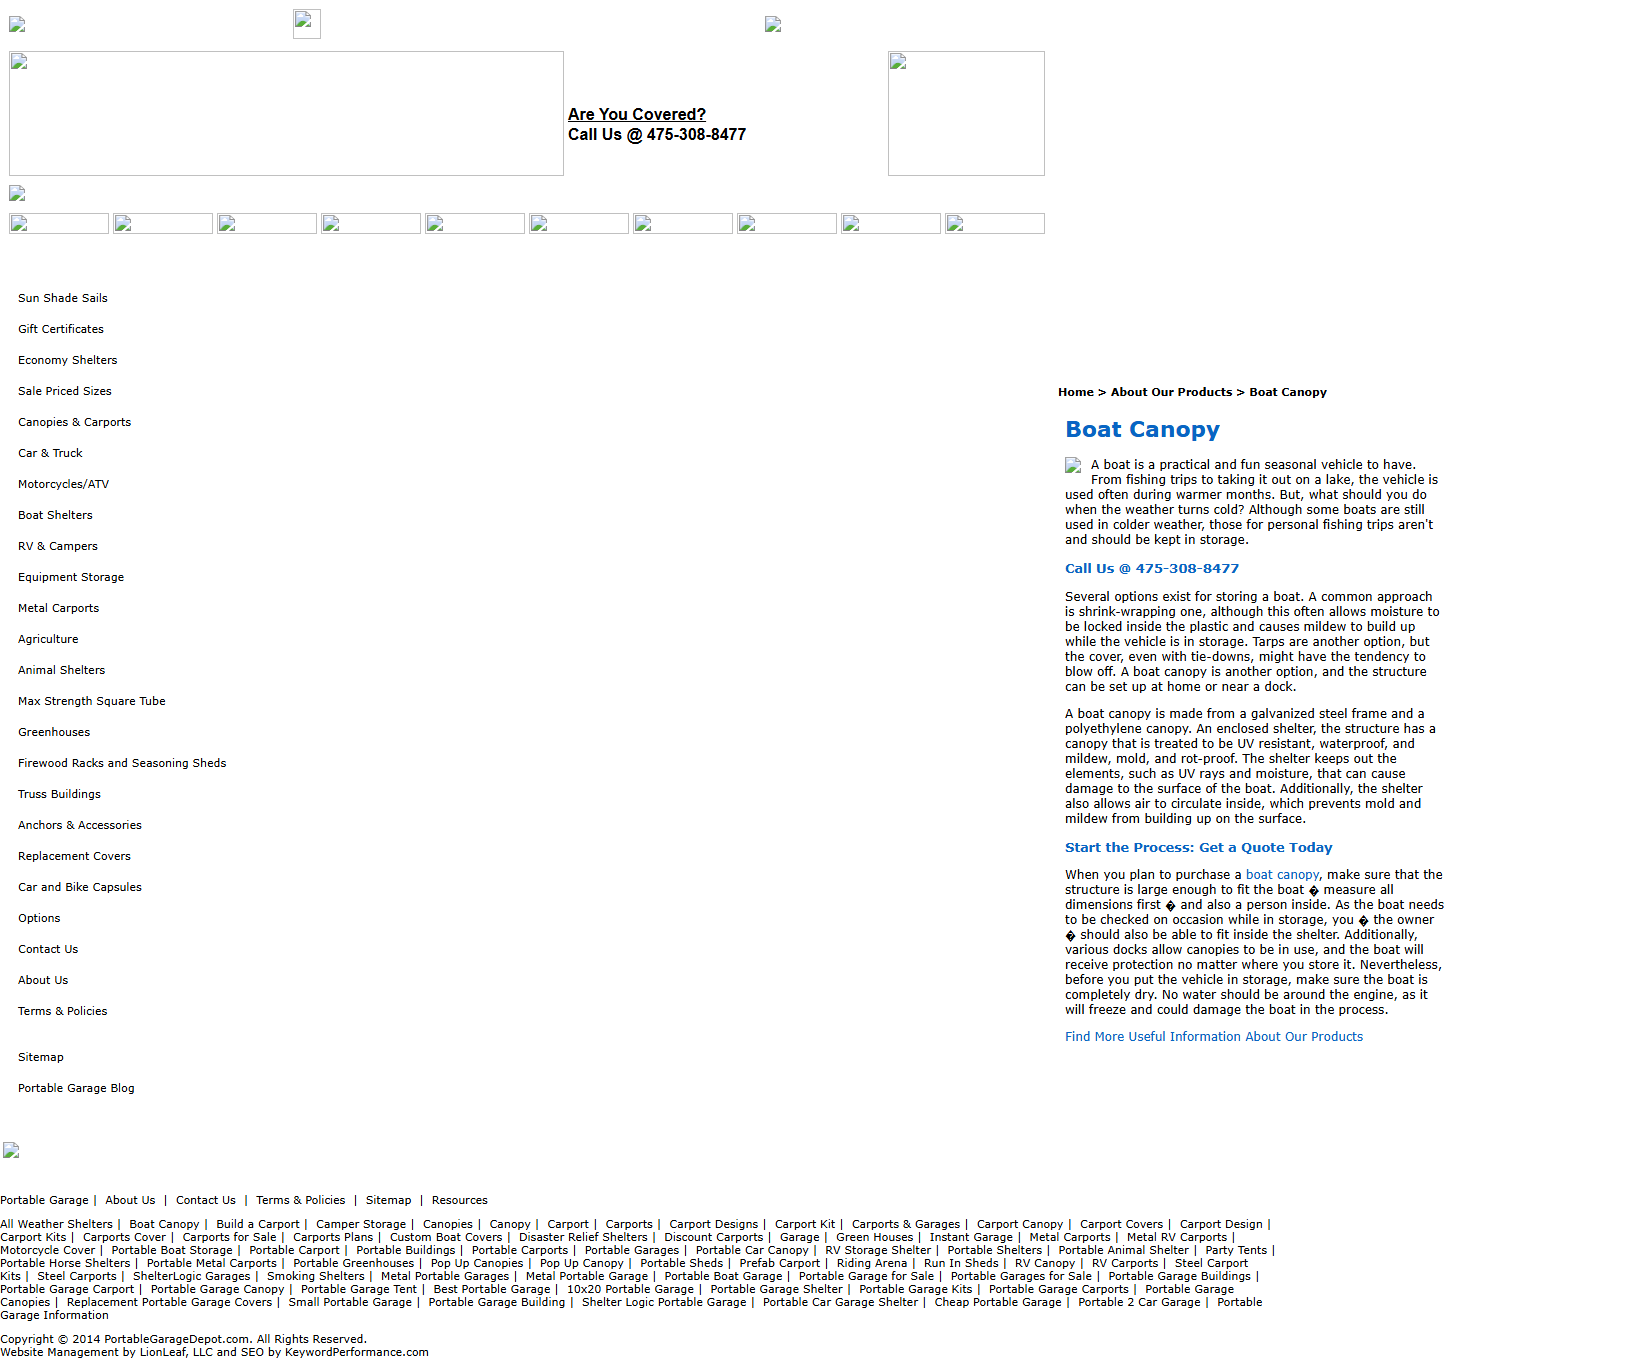 Are You Covered?
Call Us @ 475-308-8477
Sun Shade Sails
Gift Certificates
Economy Shelters
Sale Priced Sizes
Canopies & Carports
Car & Truck
Motorcycles/ATV
Boat Shelters
RV & Campers
Equipment Storage
Metal Carports
Agriculture
Animal Shelters
Max Strength Square Tube
Greenhouses
Firewood Racks and Seasoning Sheds
Truss Buildings
Anchors & Accessories
Replacement Covers
Car and Bike Capsules
Options
Contact Us
About Us
Terms & Policies
Sitemap
Portable Garage Blog
Home > About Our Products > Boat Canopy
Boat Canopy
A boat is a practical and fun seasonal vehicle to have.
From fishing trips to taking it out on a lake, the vehicle is
used often during warmer months. But, what should you do
when the weather turns cold? Although some boats are still
used in colder weather, those for personal fishing trips aren't
and should be kept in storage.
Call Us @ 475-308-8477
Several options exist for storing a boat. A common approach
is shrink-wrapping one, although this often allows moisture to
be locked inside the plastic and causes mildew to build up
while the vehicle is in storage. Tarps are another option, but
the cover, even with tie-downs, might have the tendency to
blow off. A boat canopy is another option, and the structure
can be set up at home or near a dock.
A boat canopy is made from a galvanized steel frame and a
polyethylene canopy. An enclosed shelter, the structure has a
canopy that is treated to be UV resistant, waterproof, and
mildew, mold, and rot-proof. The shelter keeps out the
elements, such as UV rays and moisture, that can cause
damage to the surface of the boat. Additionally, the shelter
also allows air to circulate inside, which prevents mold and
mildew from building up on the surface.
Start the Process: Get a Quote Today
When you plan to purchase a boat canopy, make sure that the
structure is large enough to fit the boat � measure all
dimensions first � and also a person inside. As the boat needs
to be checked on occasion while in storage, you � the owner
� should also be able to fit inside the shelter. Additionally,
various docks allow canopies to be in use, and the boat will
receive protection no matter where you store it. Nevertheless,
before you put the vehicle in storage, make sure the boat is
completely dry. No water should be around the engine, as it
will freeze and could damage the boat in the process.
Find More Useful Information About Our Products
Portable Garage | About Us | Contact Us | Terms & Policies | Sitemap | Resources
All Weather Shelters | Boat Canopy | Build a Carport | Camper Storage | Canopies | Canopy | Carport | Carports | Carport Designs | Carport Kit | Carports & Garages | Carport Canopy | Carport Covers | Carport Design |
Carport Kits | Carports Cover | Carports for Sale | Carports Plans | Custom Boat Covers | Disaster Relief Shelters | Discount Carports | Garage | Green Houses | Instant Garage | Metal Carports | Metal RV Carports |
Motorcycle Cover | Portable Boat Storage | Portable Carport | Portable Buildings | Portable Carports | Portable Garages | Portable Car Canopy | RV Storage Shelter | Portable Shelters | Portable Animal Shelter | Party Tents |
Portable Horse Shelters | Portable Metal Carports | Portable Greenhouses | Pop Up Canopies | Pop Up Canopy | Portable Sheds | Prefab Carport | Riding Arena | Run In Sheds | RV Canopy | RV Carports | Steel Carport
Kits | Steel Carports | ShelterLogic Garages | Smoking Shelters | Metal Portable Garages | Metal Portable Garage | Portable Boat Garage | Portable Garage for Sale | Portable Garages for Sale | Portable Garage Buildings |
Portable Garage Carport | Portable Garage Canopy | Portable Garage Tent | Best Portable Garage | 10x20 Portable Garage | Portable Garage Shelter | Portable Garage Kits | Portable Garage Carports | Portable Garage
Canopies | Replacement Portable Garage Covers | Small Portable Garage | Portable Garage Building | Shelter Logic Portable Garage | Portable Car Garage Shelter | Cheap Portable Garage | Portable 2 Car Garage | Portable
Garage Information
Copyright © 2014 PortableGarageDepot.com. All Rights Reserved.
Website Management by LionLeaf, LLC and SEO by KeywordPerformance.com